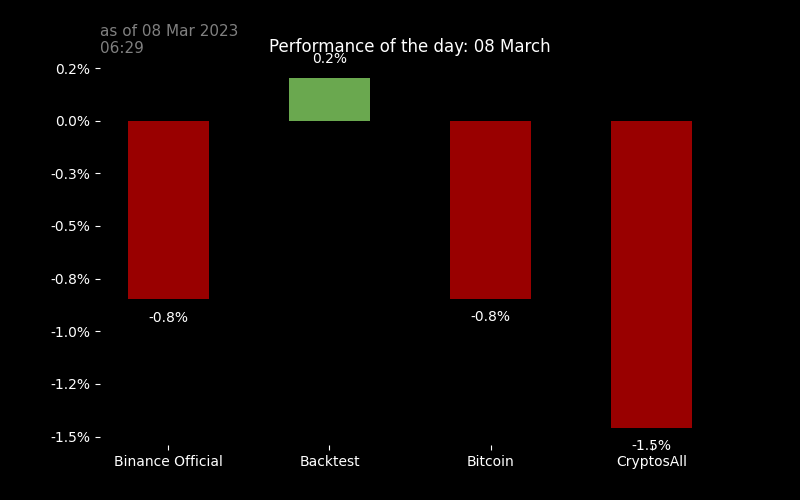 as of 08 Mar 2023
06:29
Performance of the day: 08 March
0.2%
0.2%
0.0%
-0.3%
-0.5%
-0.8%
-0.8%
-0.8%
-1.0%
-1.2%
-1.5%
-1.5%
Binance Official
Backtest
Bitcoin
CryptosAll